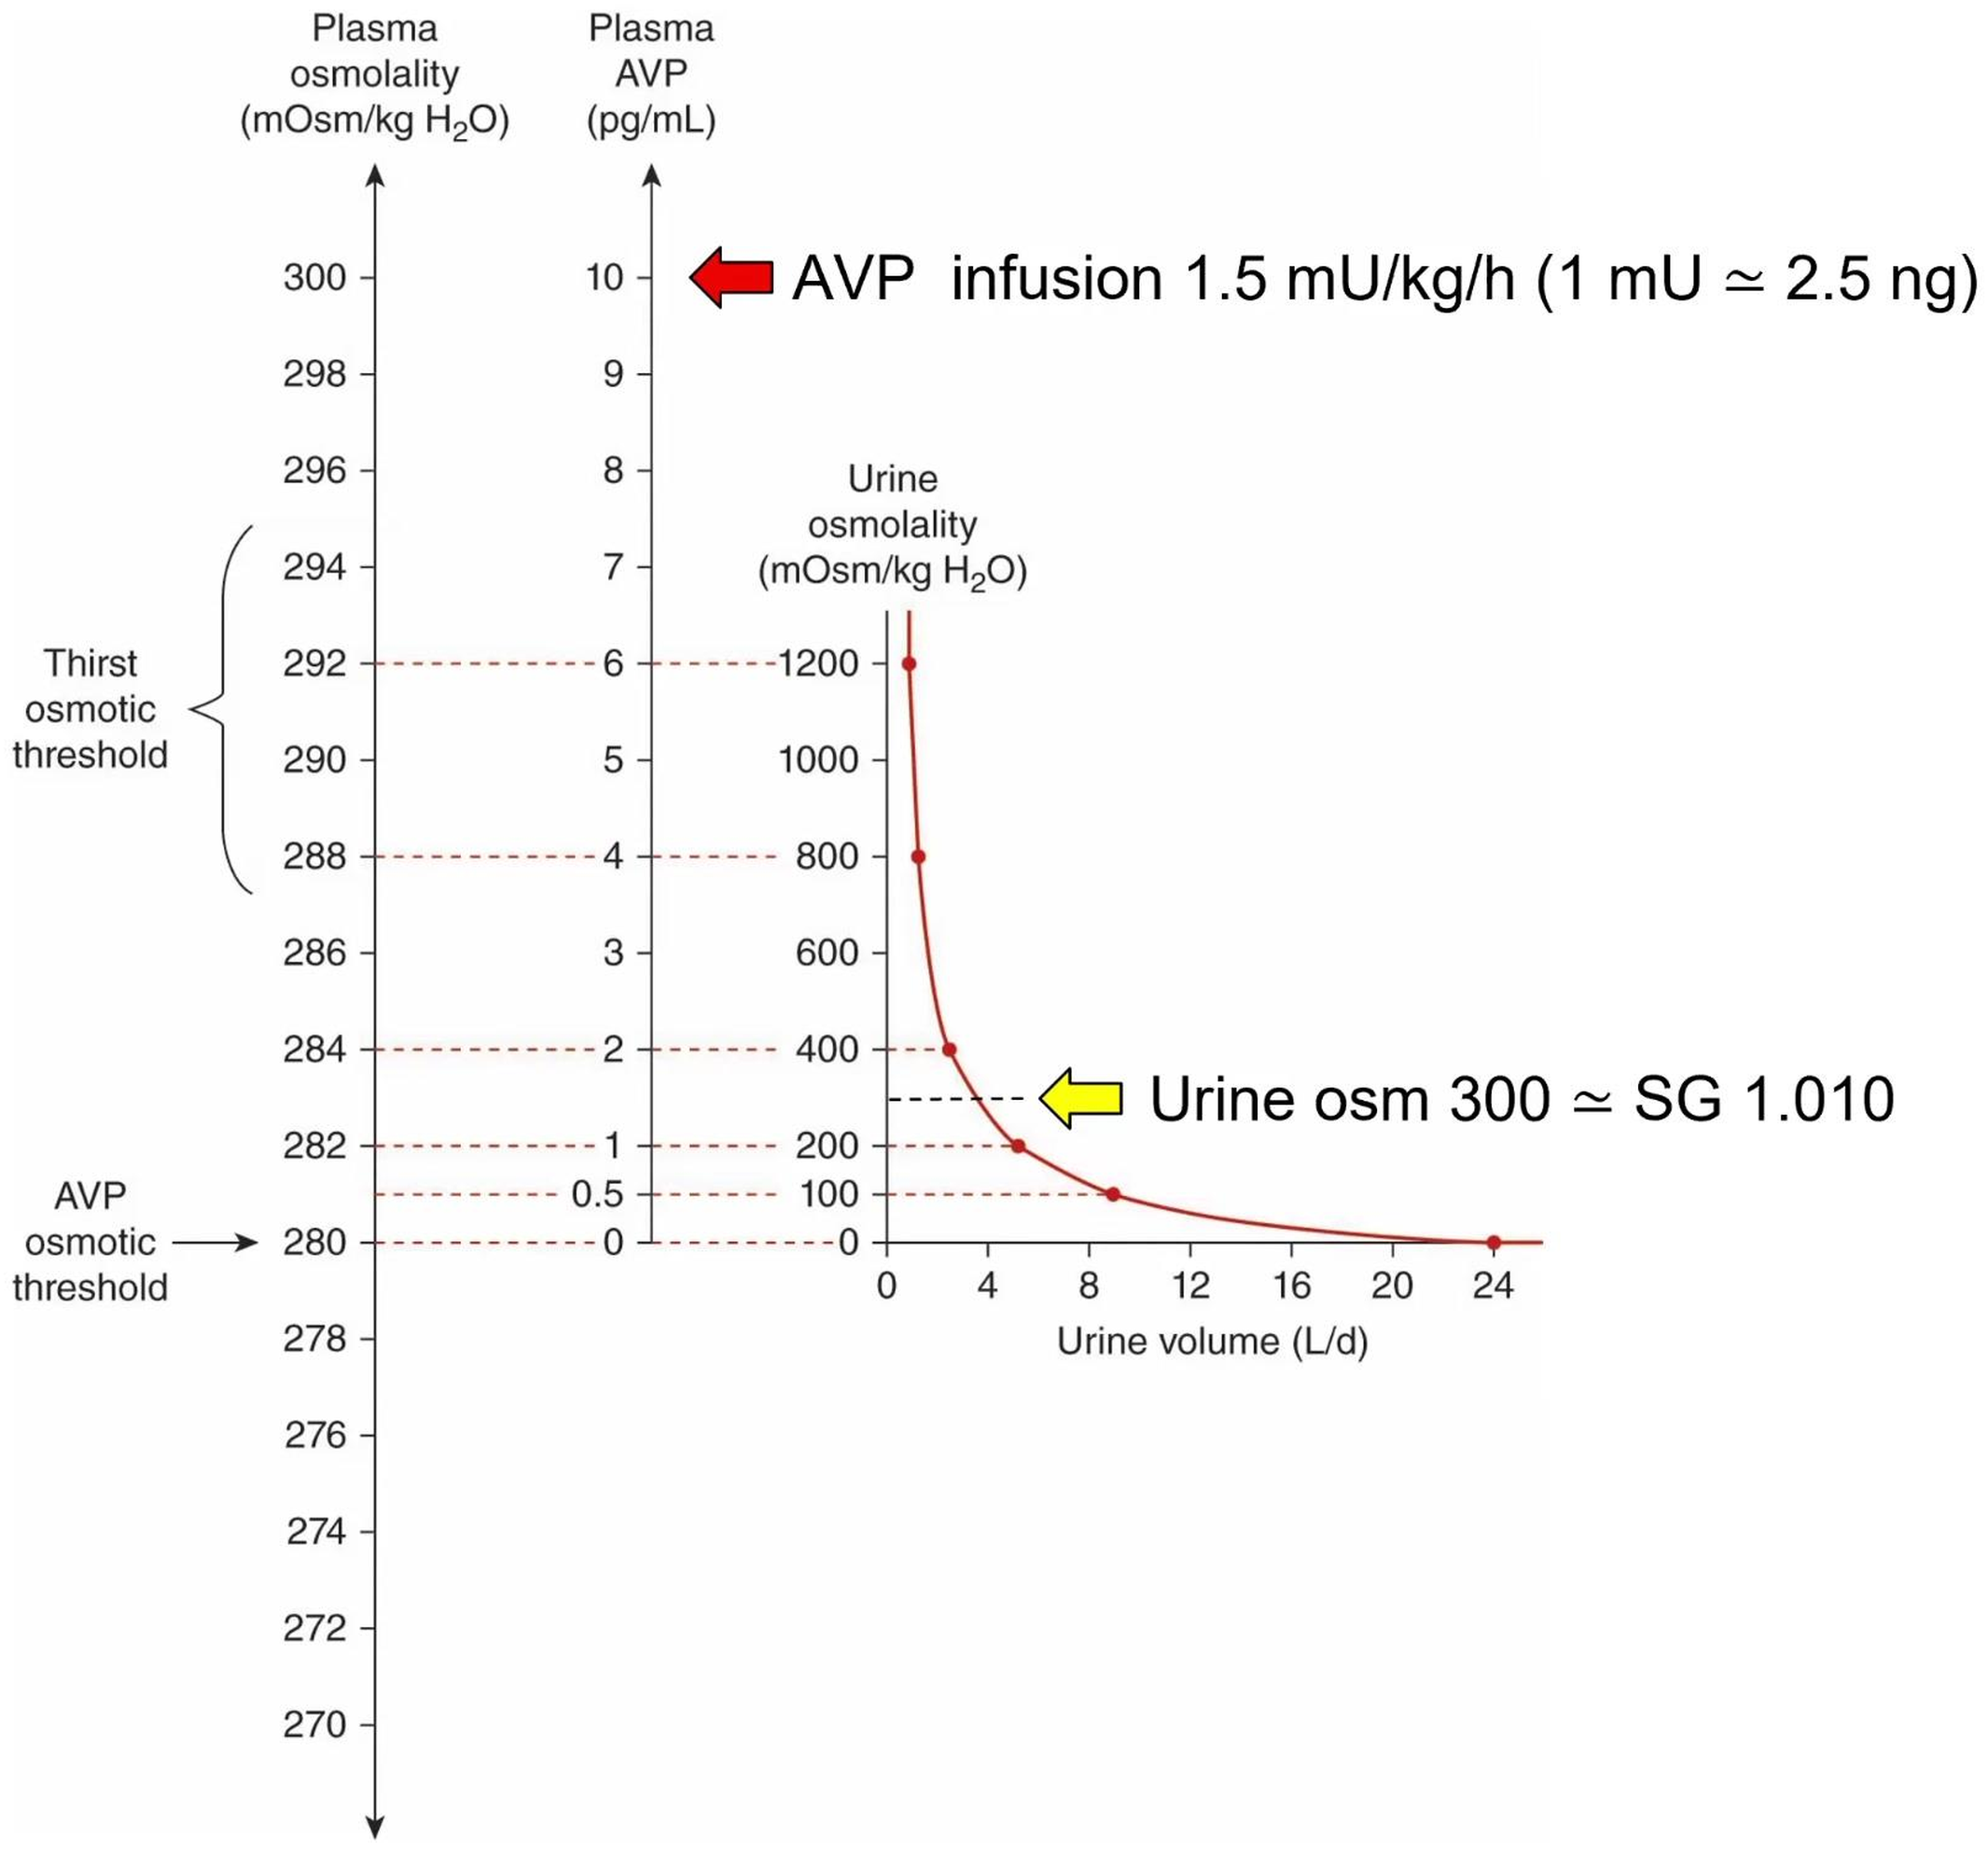 Plasma
osmolality
(mOsm/kg H₂O)
Plasma
AVP
(pg/mL)
300
298
296
294
292
290
288
286
284
282
280
278
276
274
272
270
10
9
8
7
6
5
4
3
2
1
0.5
0
AVP infusion 1.5 mU/kg/h (1 mU ≃ 2.5 ng)
Thirst
osmotic
threshold
AVP
osmotic
threshold
Urine
osmolality
(mOsm/kg H₂O)
1200
1000
800
600
400
200
100
0
Urine osm 300 ≃ SG 1.010
0 4 8 12 16 20 24
Urine volume (L/d)